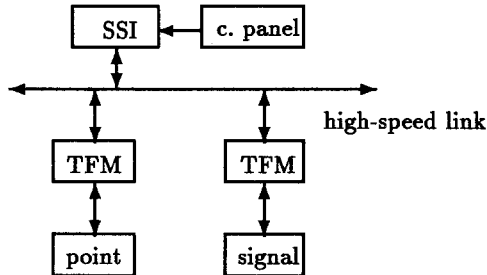 SSI
c. panel
high-speed link
TFM
TFM
point
signal